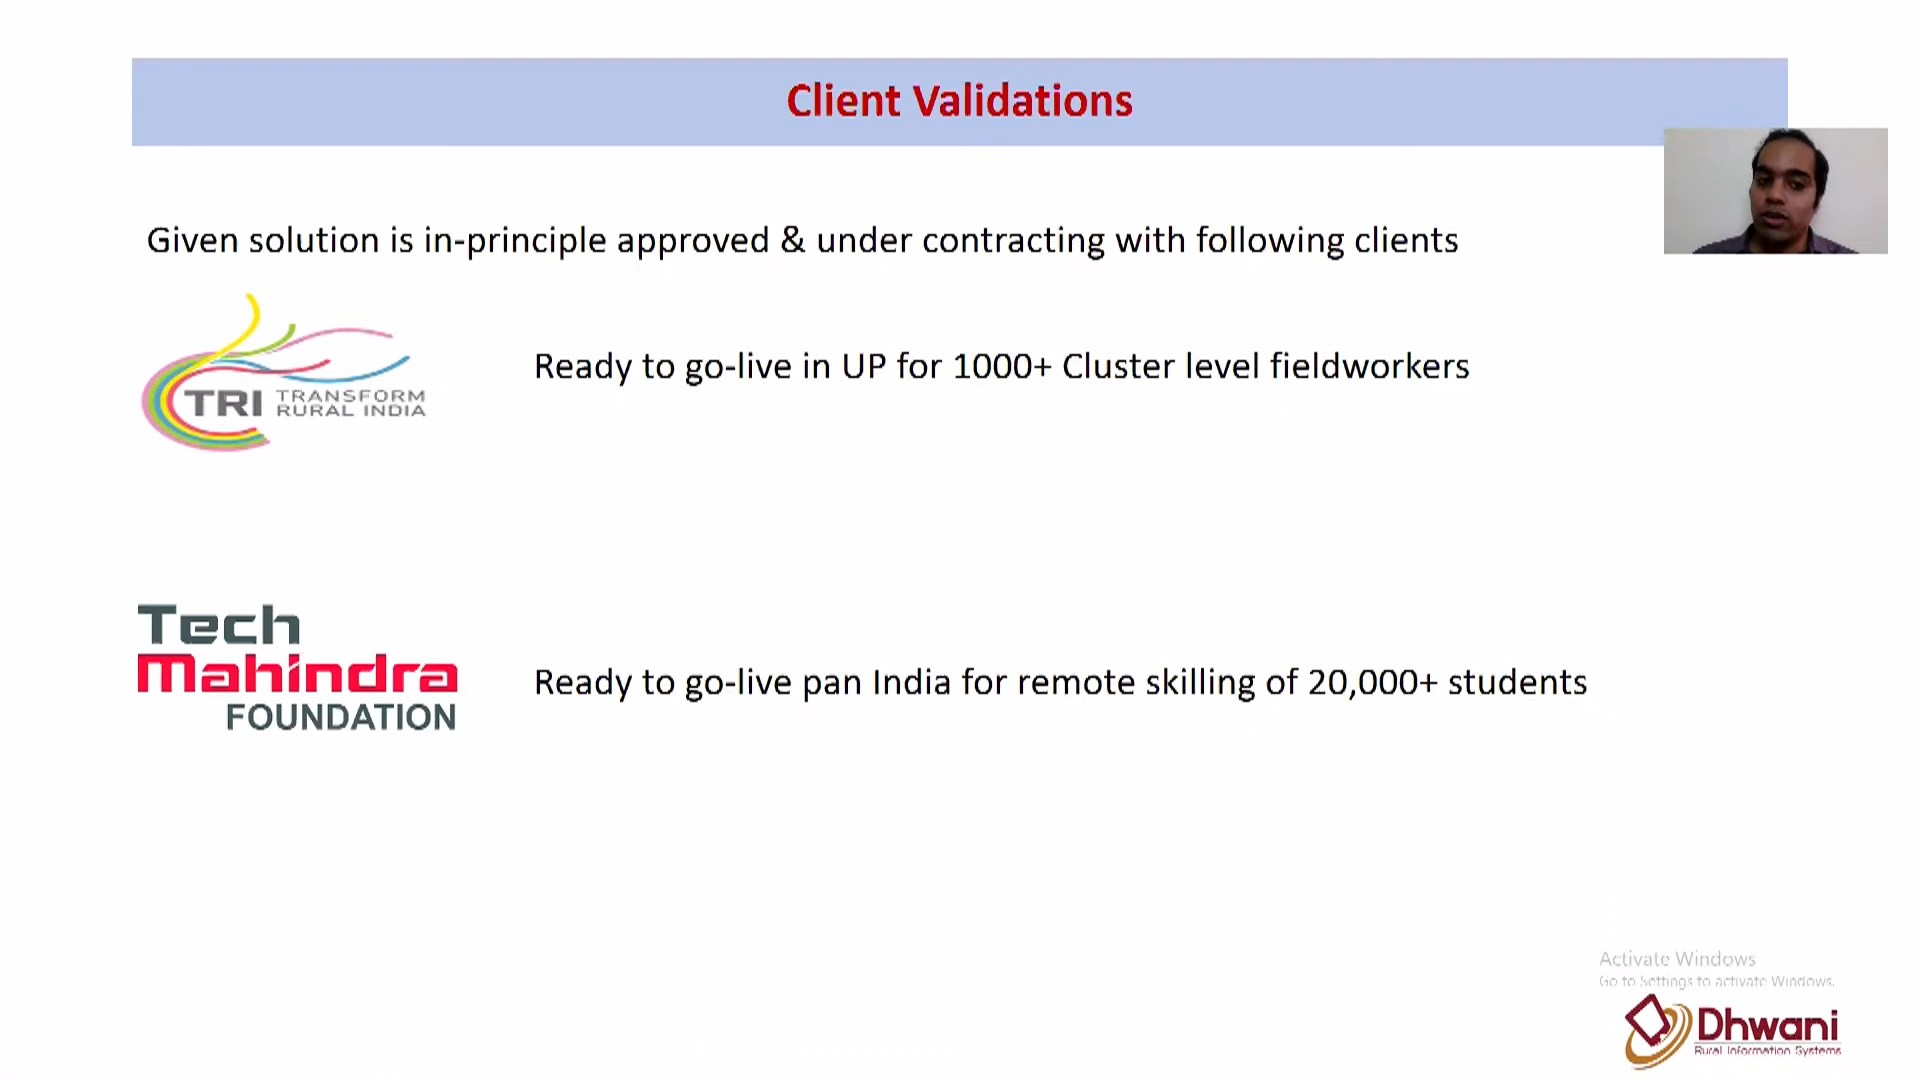 Client Validations
Given solution is in-principle approved & under contracting with following clients
TRI TRANSFORM
RURAL INDIA
Ready to go-live in UP for 1000+ Cluster level fieldworkers
Tech
Mahindra
FOUNDATION
Ready to go-live pan India for remote skilling of 20,000+ students
Activate Windows
Go to Settings to activate Windows.
Dhwani
Rural Information Systems